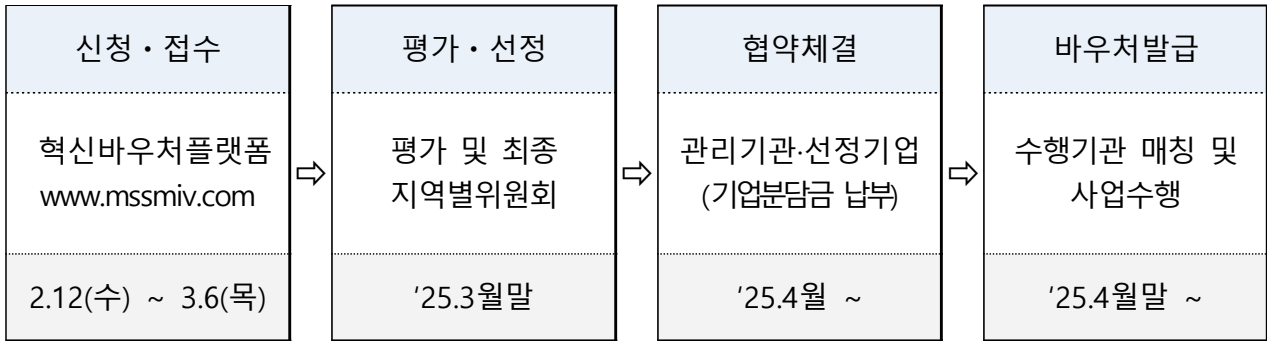 신청・접수
혁신바우처플랫폼
www.mssmiv.com
2.12(수) ~ 3.6(목)
⇨
평가・선정
평가 및 최종
지역별위원회
'25.3월말
⇨
협약체결
관리기관·선정기업
(기업분담금 납부)
'25.4월 ~
⇨
바우처발급
수행기관 매칭 및
사업수행
'25.4월말 ~